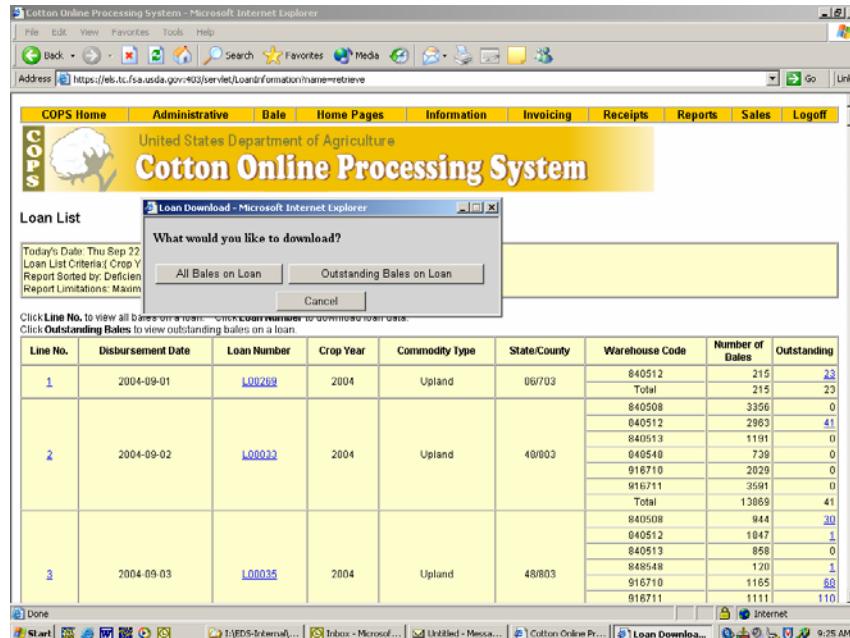 Cotton Online Processing System - Microsoft Internet Explorer
File Edit View Favorites Tools Help
Back Search Favorites Media
Address https://els.tc.fsa.usda.gov:403/servlet/LoanInformation?name=retrieve Go Link
COPS Home Administrative Bale Home Pages Information Invoicing Receipts Reports Sales Logoff
COPS
United States Department of Agriculture
Cotton Online Processing System
Loan List
Loan Download - Microsoft Internet Explorer
What would you like to download?
All Bales on Loan Outstanding Bales on Loan
Cancel
Today's Date: Thu Sep 22
Loan List Criteria:( Crop Y
Report Sorted by: Deficien
Report Limitations: Maxim
Click Line No. to view all bales on a loan. Click Loan Number to download loan data.
Click Outstanding Bales to view outstanding bales on a loan.
Line No. Disbursement Date Loan Number Crop Year Commodity Type State/County Warehouse Code Number of Bales Outstanding
1 2004-09-01 L00269 2004 Upland 06/703 840512 215 23
Total 215 23
2 2004-09-02 L00033 2004 Upland 48/803 840508 3356 0
840512 2963 41
840513 1191 0
848548 739 0
916710 2029 0
916711 3591 0
Total 13869 41
3 2004-09-03 L00035 2004 Upland 48/803 840508 944 30
840512 1847 1
840513 858 0
848548 120 1
916710 1165 68
916711 1111 110
Done Internet
Start I:\EDS-Internal\... Inbox - Microsof... Untitled - Messa... Cotton Online Pr... Loan Downloa... 9:25 AM